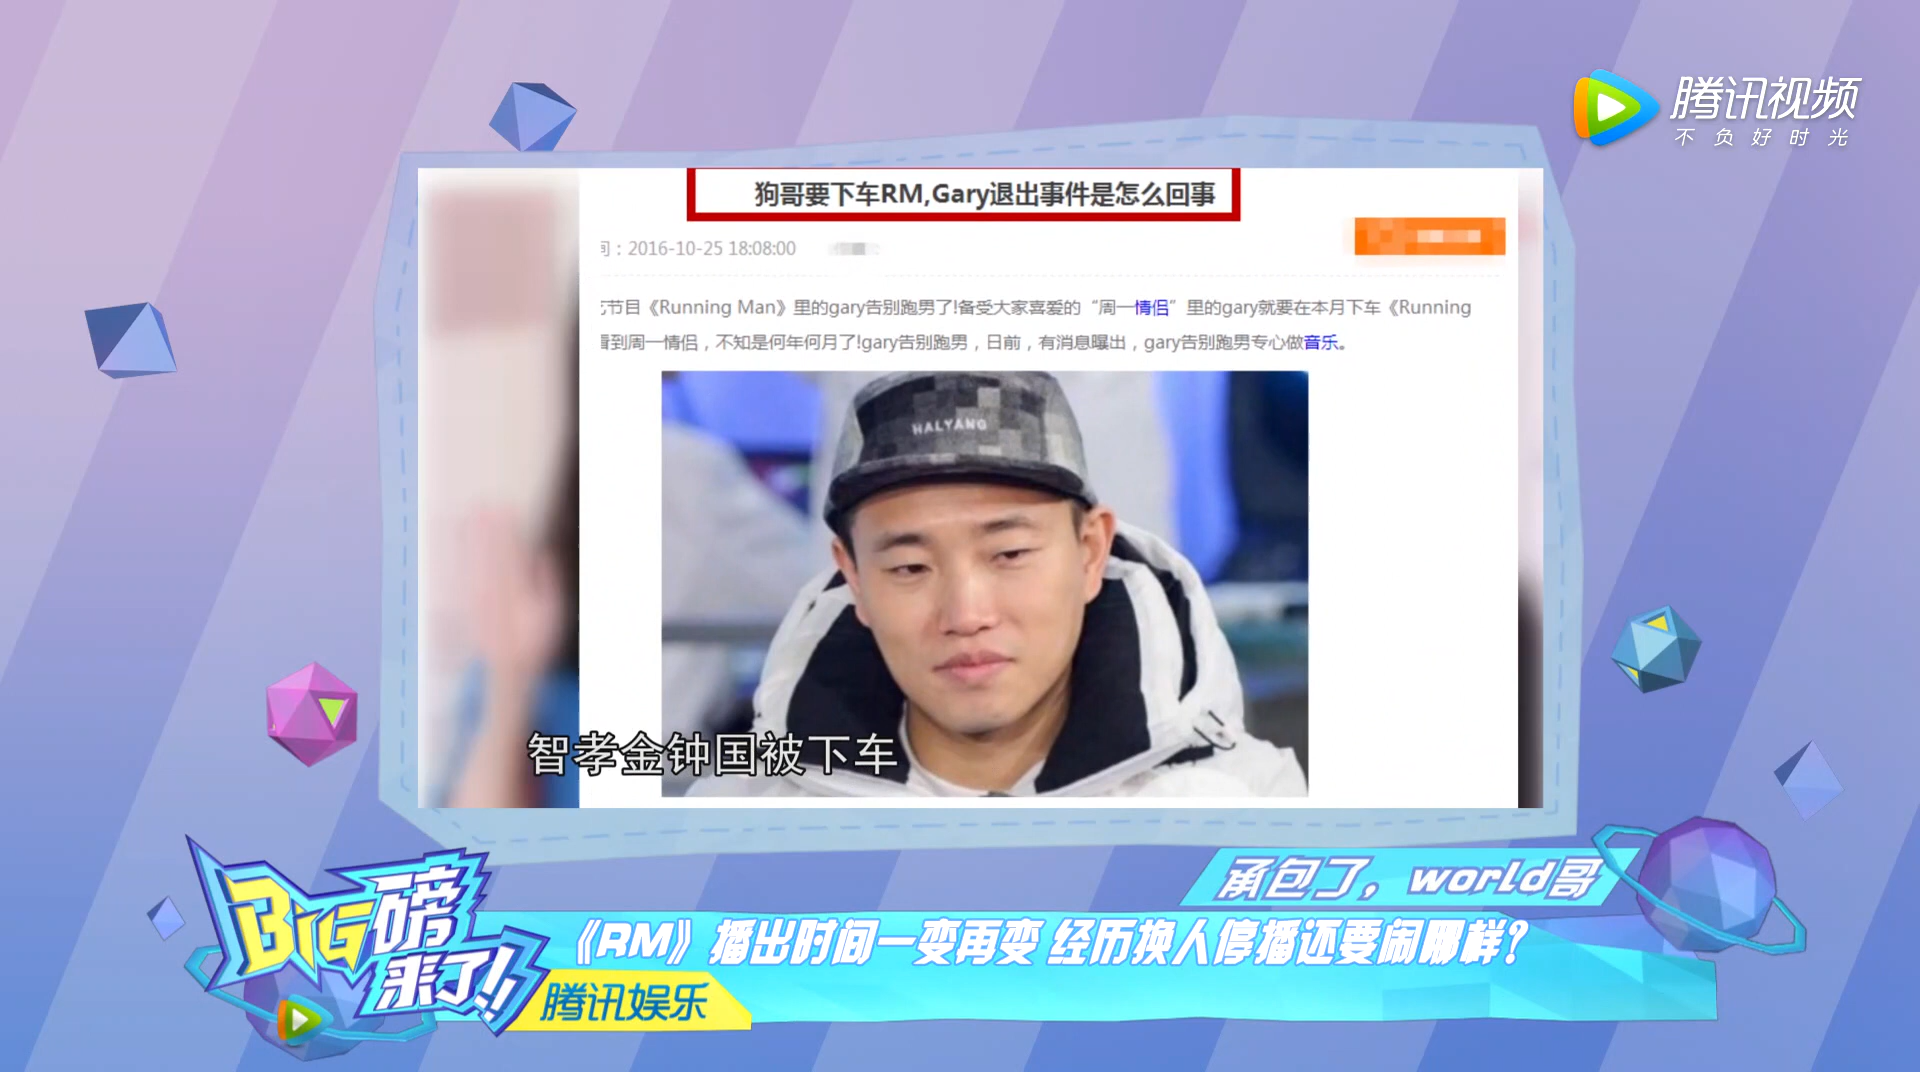 腾讯视频
不负好时光
狗哥要下车RM,Gary退出事件是怎么回事
：2016-10-25 18:08:00
节目《Running Man》里的gary告别跑男了!备受大家喜爱的“周一情侣”里的gary就要在本月下车《Running
看到周一情侣，不知是何年何月了!gary告别跑男，日前，有消息曝出，gary告别跑男专心做音乐。
HALYANG
智孝金钟国被下车
承包了，world哥
BIG磅
来了!!
《RM》播出时间一变再变 经历换人停播还要闹哪样？
腾讯娱乐